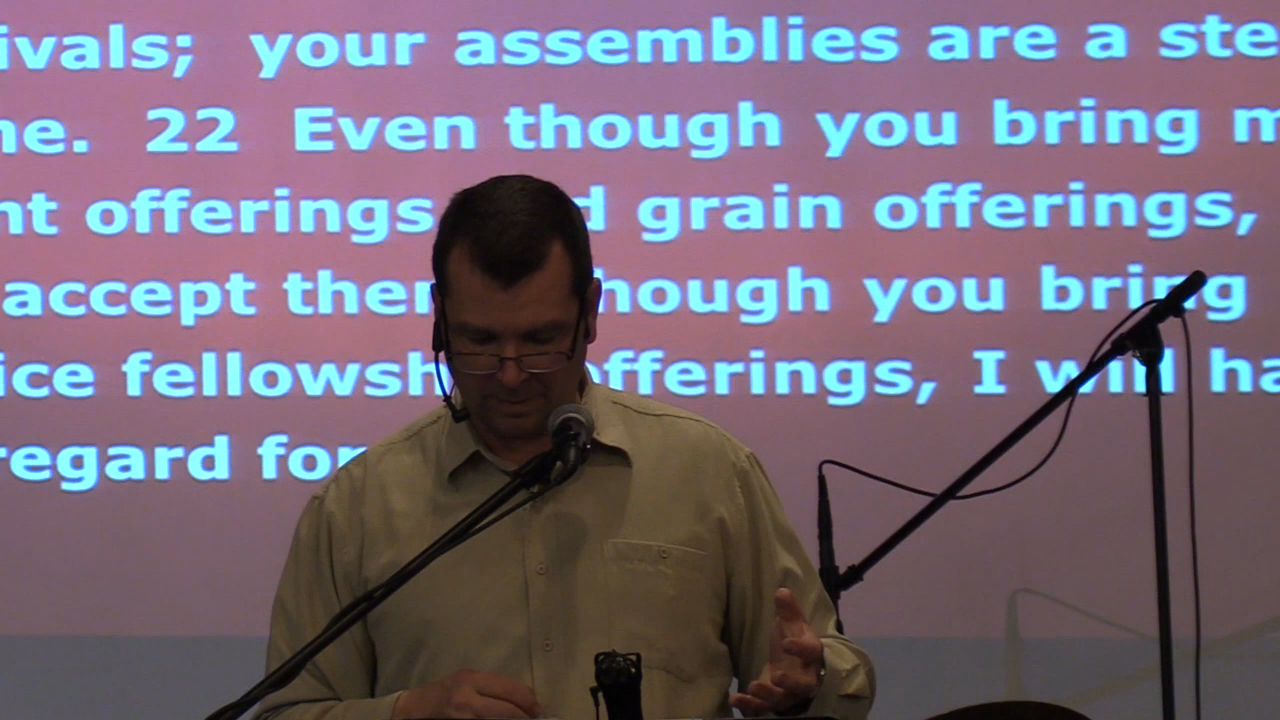 ivals; your assemblies are a ste
ne. 22 Even though you bring m
nt offerings d grain offerings,
accept then hough you bring
ice fellowsh offerings, I will ha
regard for